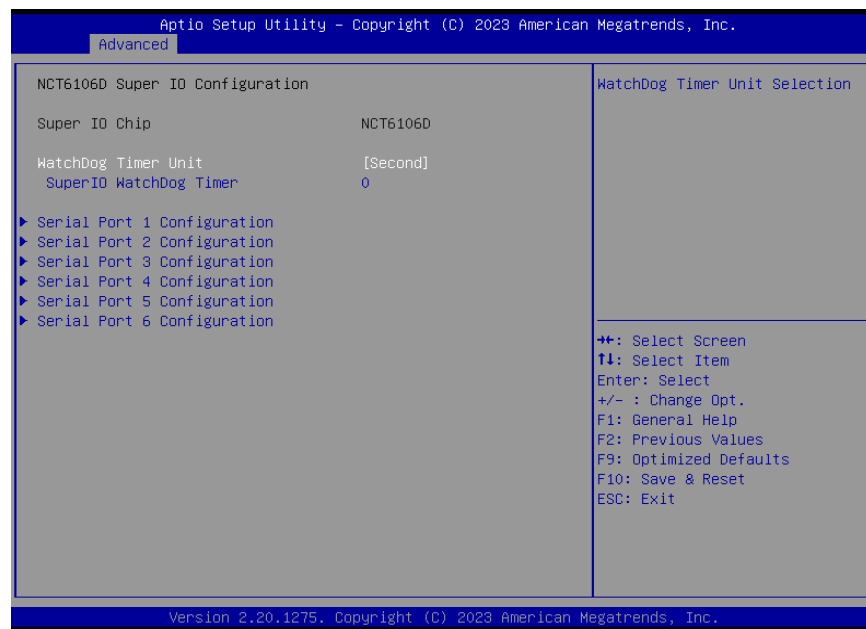 Aptio Setup Utility – Copyright (C) 2023 American Megatrends, Inc.
Advanced
NCT6106D Super IO Configuration
Super IO Chip NCT6106D
WatchDog Timer Unit [Second]
SuperIO WatchDog Timer 0
▶ Serial Port 1 Configuration
▶ Serial Port 2 Configuration
▶ Serial Port 3 Configuration
▶ Serial Port 4 Configuration
▶ Serial Port 5 Configuration
▶ Serial Port 6 Configuration
WatchDog Timer Unit Selection
→←: Select Screen
↑↓: Select Item
Enter: Select
+/- : Change Opt.
F1: General Help
F2: Previous Values
F9: Optimized Defaults
F10: Save & Reset
ESC: Exit
Version 2.20.1275. Copyright (C) 2023 American Megatrends, Inc.